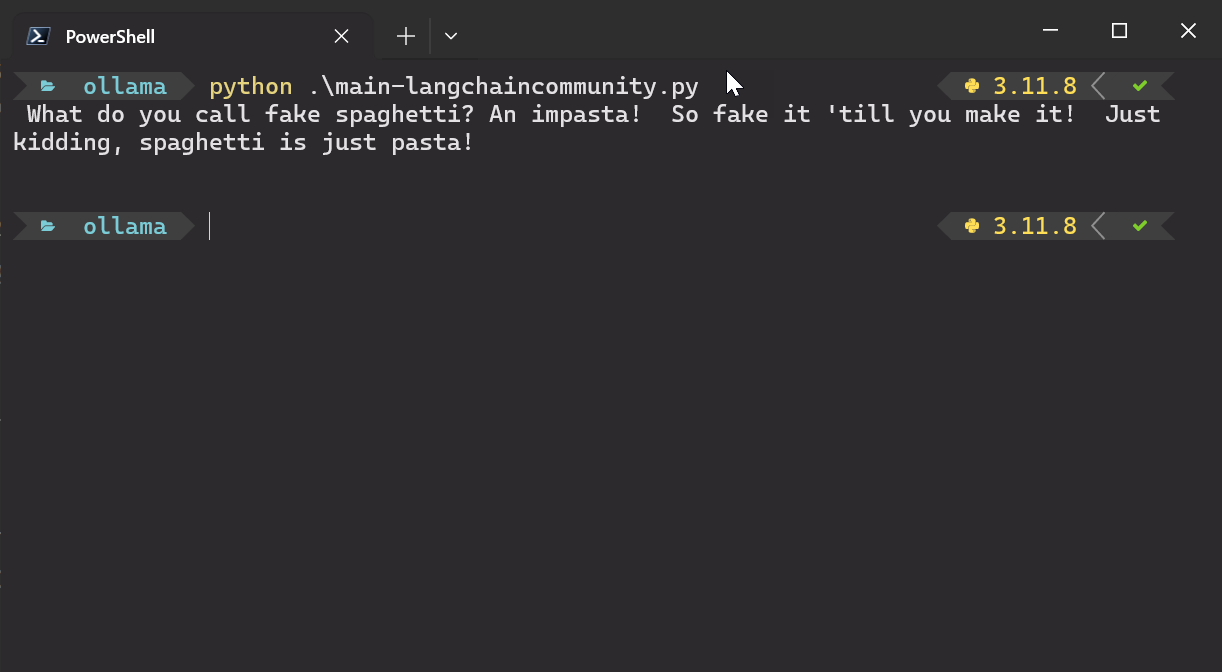 PowerShell
ollama python .\main-langchaincommunity.py 3.11.8
What do you call fake spaghetti? An impasta!  So fake it 'till you make it!  Just
kidding, spaghetti is just pasta!
ollama 3.11.8